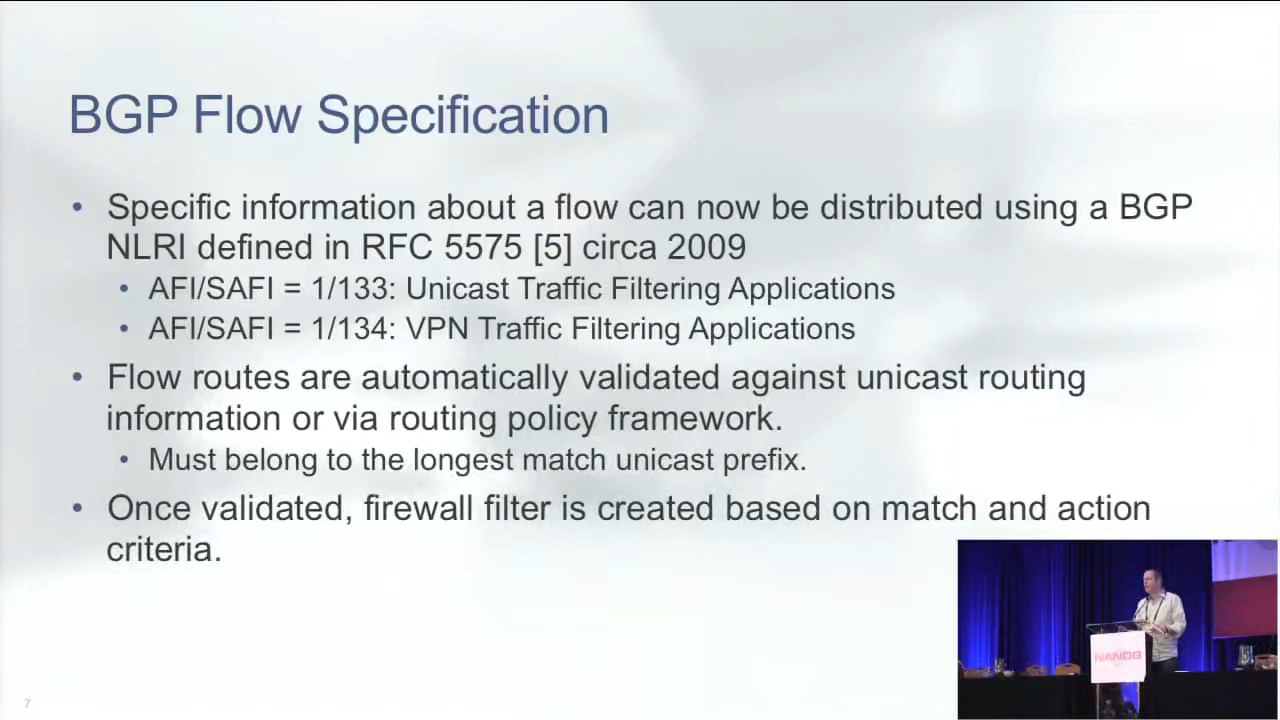 BGP Flow Specification
• Specific information about a flow can now be distributed using a BGP
NLRI defined in RFC 5575 [5] circa 2009
• AFI/SAFI = 1/133: Unicast Traffic Filtering Applications
• AFI/SAFI = 1/134: VPN Traffic Filtering Applications
• Flow routes are automatically validated against unicast routing
information or via routing policy framework.
• Must belong to the longest match unicast prefix.
• Once validated, firewall filter is created based on match and action
criteria.
NANOG
7